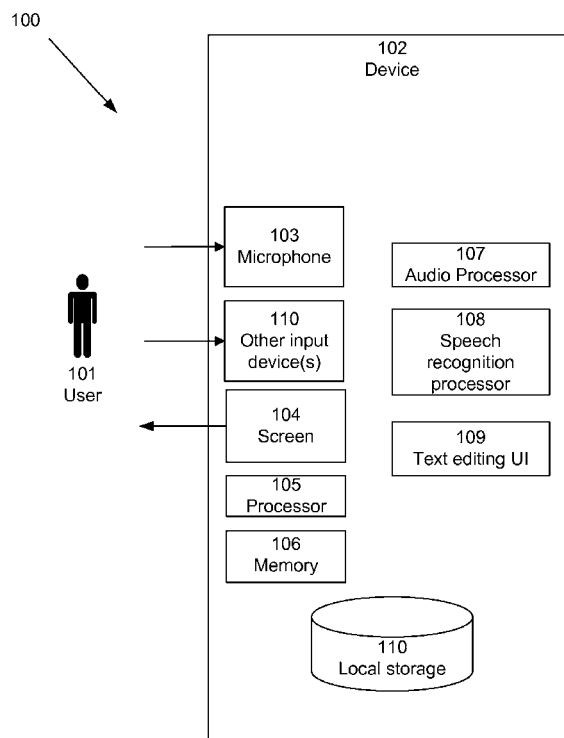 100
102
Device
103
Microphone
107
Audio Processor
110
Other input
device(s)
108
Speech
recognition
processor
101
User
104
Screen
109
Text editing UI
105
Processor
106
Memory
110
Local storage